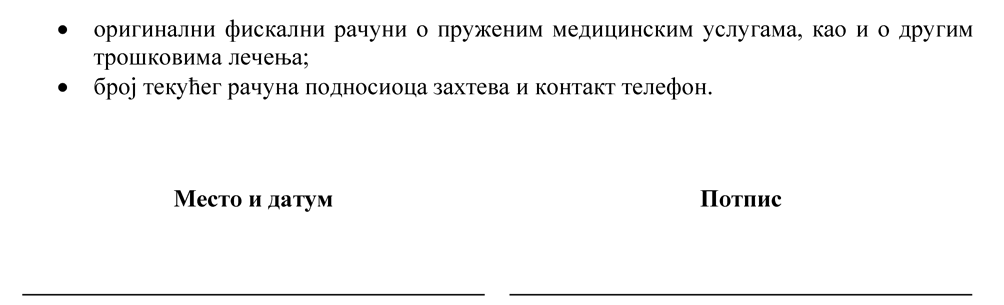 • оригинални фискални рачуни о пруженим медицинским услугама, као и о другим
трошковима лечења;
• број текућег рачуна подносиоца захтева и контакт телефон.
Место и датум
Потпис